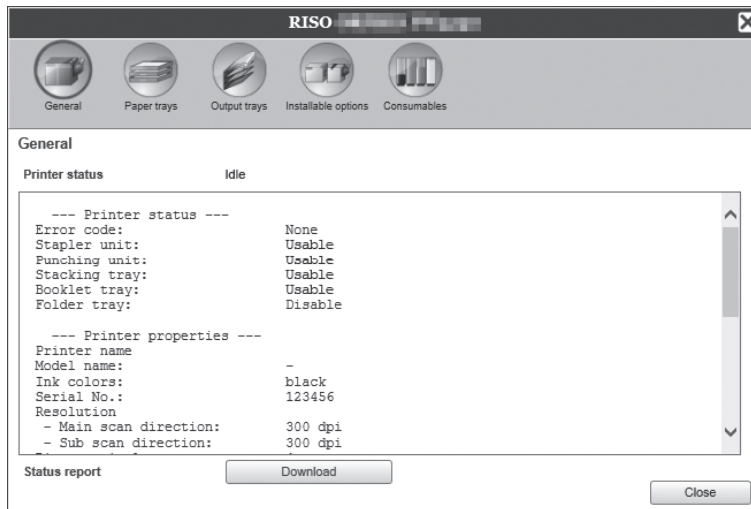 RISO
General Paper trays Output trays Installable options Consumables
General
Printer status Idle
--- Printer status ---
Error code: None
Stapler unit: Usable
Punching unit: Usable
Stacking tray: Usable
Booklet tray: Usable
Folder tray: Disable
--- Printer properties ---
Printer name
Model name: -
Ink colors: black
Serial No.: 123456
Resolution
- Main scan direction: 300 dpi
- Sub scan direction: 300 dpi
Status report Download
Close